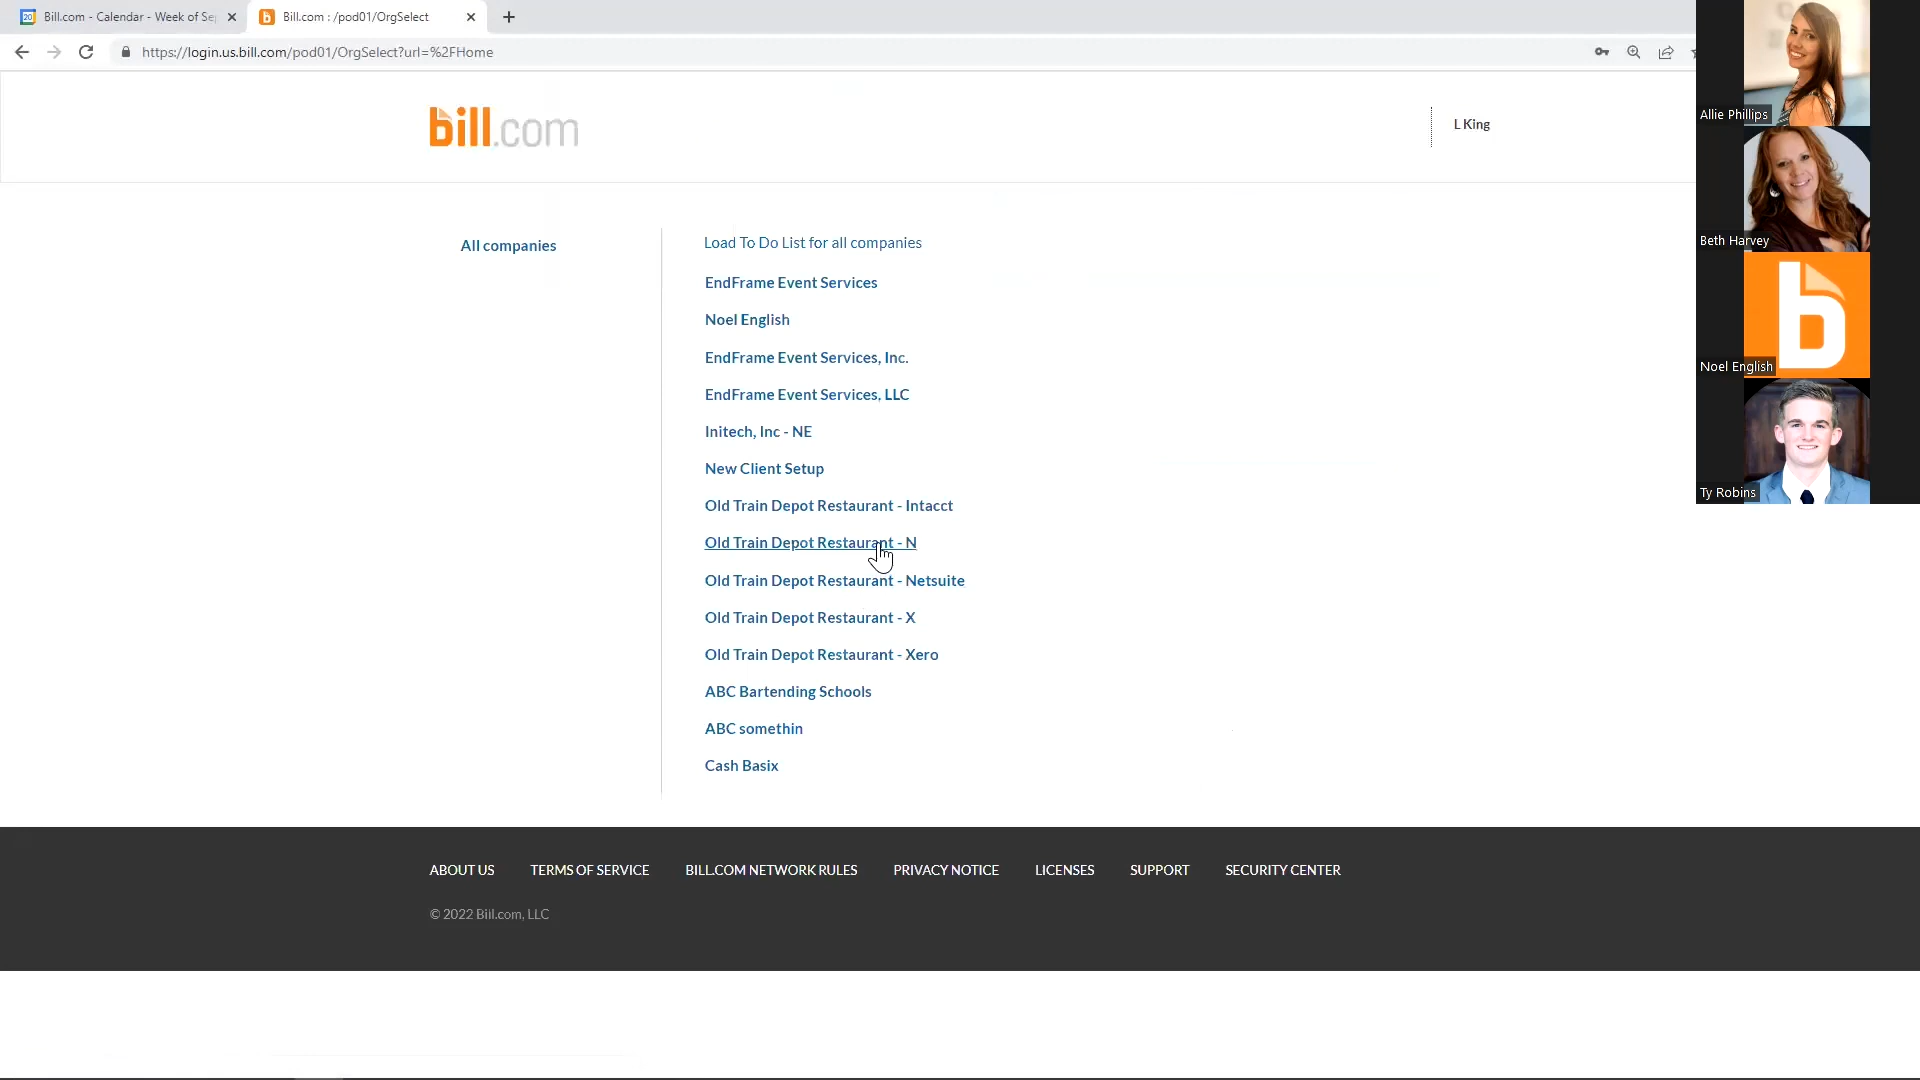 Bill.com - Calendar - Week of Se
Bill.com : /pod01/OrgSelect
https://login.us.bill.com/pod01/OrgSelect?url=%2FHome
bill.com
L King
All companies
Load To Do List for all companies
EndFrame Event Services
Noel English
EndFrame Event Services, Inc.
EndFrame Event Services, LLC
Initech, Inc - NE
New Client Setup
Old Train Depot Restaurant - Intacct
Old Train Depot Restaurant - N
Old Train Depot Restaurant - Netsuite
Old Train Depot Restaurant - X
Old Train Depot Restaurant - Xero
ABC Bartending Schools
ABC somethin
Cash Basix
ABOUT US TERMS OF SERVICE BILL.COM NETWORK RULES PRIVACY NOTICE LICENSES SUPPORT SECURITY CENTER
© 2022 Bill.com, LLC
Allie Phillips
Beth Harvey
b
Noel English
Ty Robins